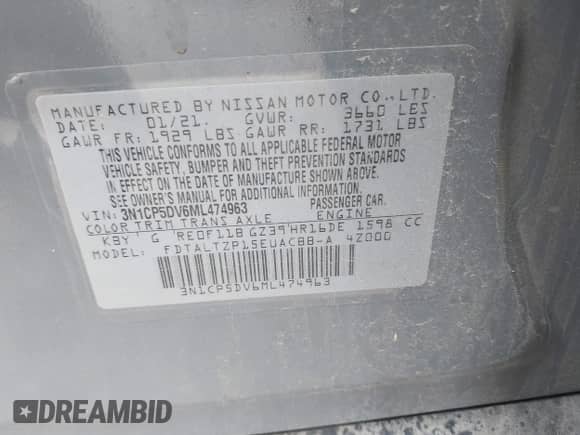 MANUFACTURED BY NISSAN MOTOR CO.,LTD.
DATE: 01/21. GVWR: 3660 LBS
GAWR FR: 1929 LBS GAWR RR: 1731 LBS
THIS VEHICLE CONFORMS TO ALL APPLICABLE FEDERAL MOTOR
VEHICLE SAFETY, BUMPER AND THEFT PREVENTION STANDARDS
IN EFFECT ON THE DATE OF MANUFACTURE SHOWN ABOVE.
SEE OWNER'S MANUAL FOR ADDITIONAL INFORMATION.
VIN: 3N1CP5DV6ML474963 PASSENGER CAR.
COLOR TRIM TRANS AXLE ENGINE
KBY G RE0F11B GZ39 HR16DE 1598 CC
MODEL: FDTALTZP15EUACBB-A 4Z000
3N1CP5DV6ML474963
DREAMBID